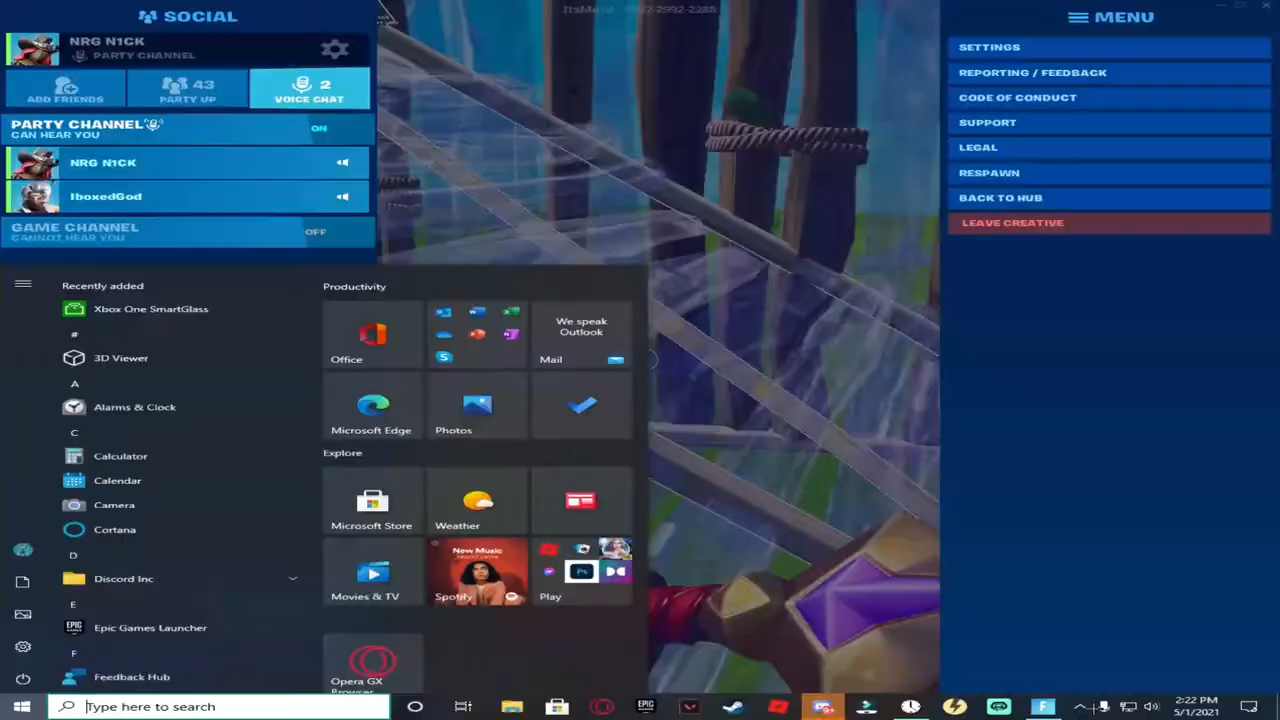 SOCIAL
NRG N1CK
PARTY CHANNEL
ADD FRIENDS
43
PARTY UP
2
VOICE CHAT
PARTY CHANNEL
CAN HEAR YOU
ON
NRG N1CK
IboxedGod
GAME CHANNEL
CANNOT HEAR YOU
OFF
MENU
SETTINGS
REPORTING / FEEDBACK
CODE OF CONDUCT
SUPPORT
LEGAL
RESPAWN
BACK TO HUB
LEAVE CREATIVE
Recently added
Xbox One SmartGlass
#
3D Viewer
A
Alarms & Clock
C
Calculator
Calendar
Camera
Cortana
D
Discord Inc
E
Epic Games Launcher
F
Feedback Hub
Productivity
Office
We speak
Outlook
Mail
Microsoft Edge
Photos
Explore
Microsoft Store
Weather
Movies & TV
New Music
Spotify
Play
Opera GX
Browser
Type here to search
2:22 PM
5/1/2021